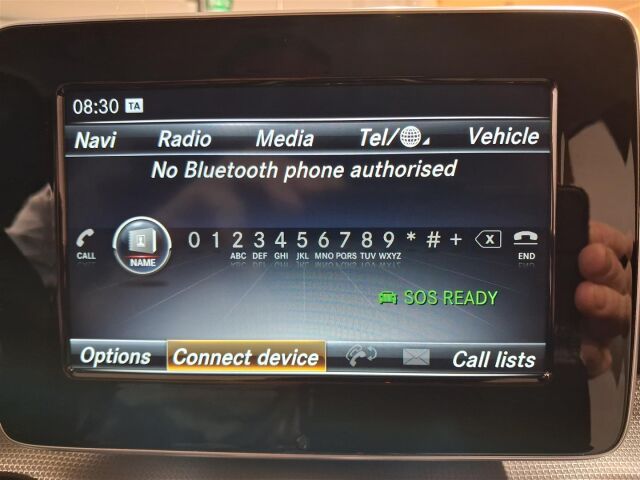 08:30 TA
Navi Radio Media Tel/ Vehicle
No Bluetooth phone authorised
0 1 2 3 4 5 6 7 8 9 * # + X
CALL NAME ABC DEF GHI JKL MNO PQRS TUV WXYZ END
SOS READY
Options Connect device Call lists